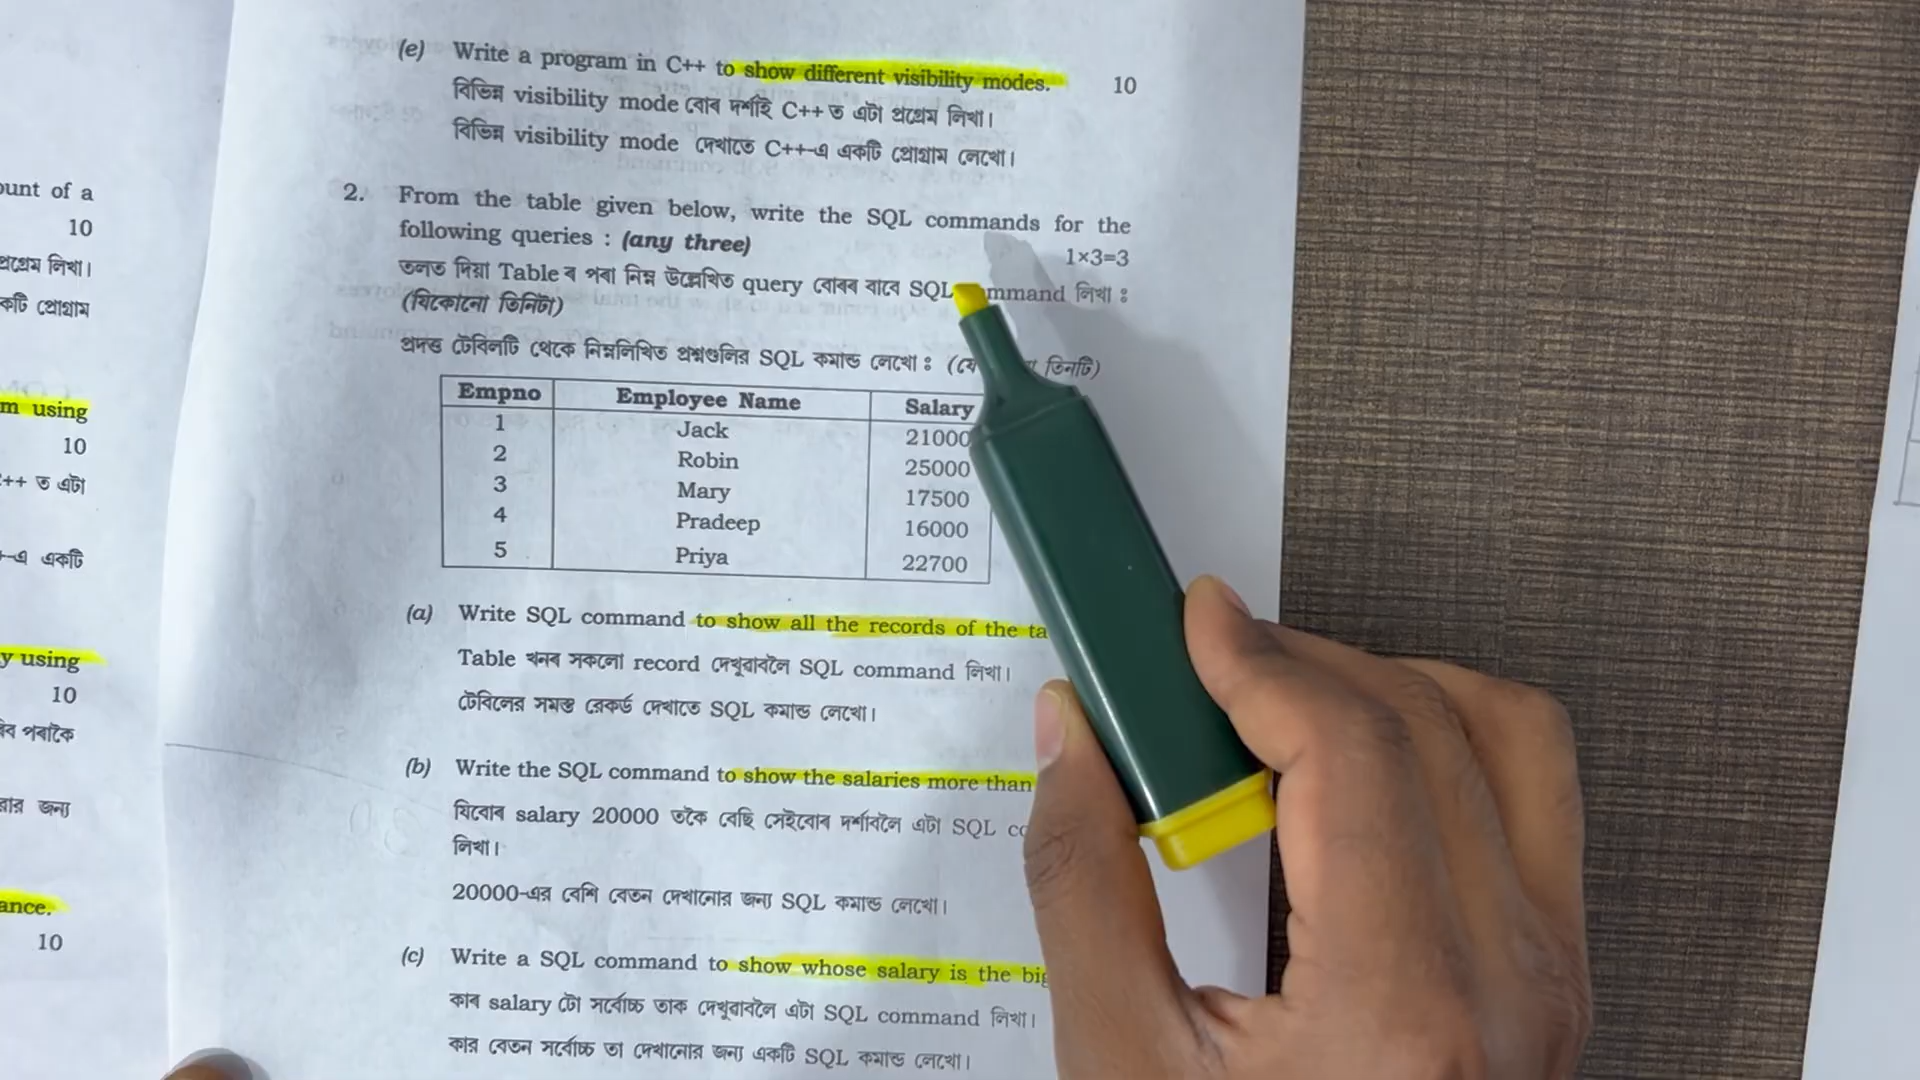 ount of a
10
প্ৰগ্ৰেম লিখা।
কটি প্রোগ্রাম
m using
10
++ ত এটা
-এ একটি
y using
10
ৰ পৰাকৈ
রার জন্য
ance.
10
(e) Write a program in C++ to show different visibility modes. 10
বিভিন্ন visibility mode বোৰ দৰ্শাই C++ ত এটা প্ৰগ্ৰেম লিখা।
বিভিন্ন visibility mode দেখাতে C++-এ একটি প্রোগ্রাম লেখো।
2. From the table given below, write the SQL commands for the
following queries : (any three) 1×3=3
তলত দিয়া Table ৰ পৰা নিম্ন উল্লেখিত query বোৰৰ বাবে SQL mmand লিখা :
(যিকোনো তিনিটা)
প্রদত্ত টেবিলটি থেকে নিম্নলিখিত প্রশ্নগুলির SQL কমান্ড লেখো : (যে তিনটি)
Empno Employee Name Salary
1 Jack 21000
2 Robin 25000
3 Mary 17500
4 Pradeep 16000
5 Priya 22700
(a) Write SQL command to show all the records of the ta
Table খনৰ সকলো record দেখুৱাবলৈ SQL command লিখা।
টেবিলের সমস্ত রেকর্ড দেখাতে SQL কমান্ড লেখো।
(b) Write the SQL command to show the salaries more than
যিবোৰ salary 20000 তকৈ বেছি সেইবোৰ দৰ্শাবলৈ এটা SQL co
লিখা।
20000-এর বেশি বেতন দেখানোর জন্য SQL কমান্ড লেখো।
(c) Write a SQL command to show whose salary is the big
কাৰ salary টো সৰ্বোচ্চ তাক দেখুৱাবলৈ এটা SQL command লিখা।
কার বেতন সর্বোচ্চ তা দেখানোর জন্য একটি SQL কমান্ড লেখো।